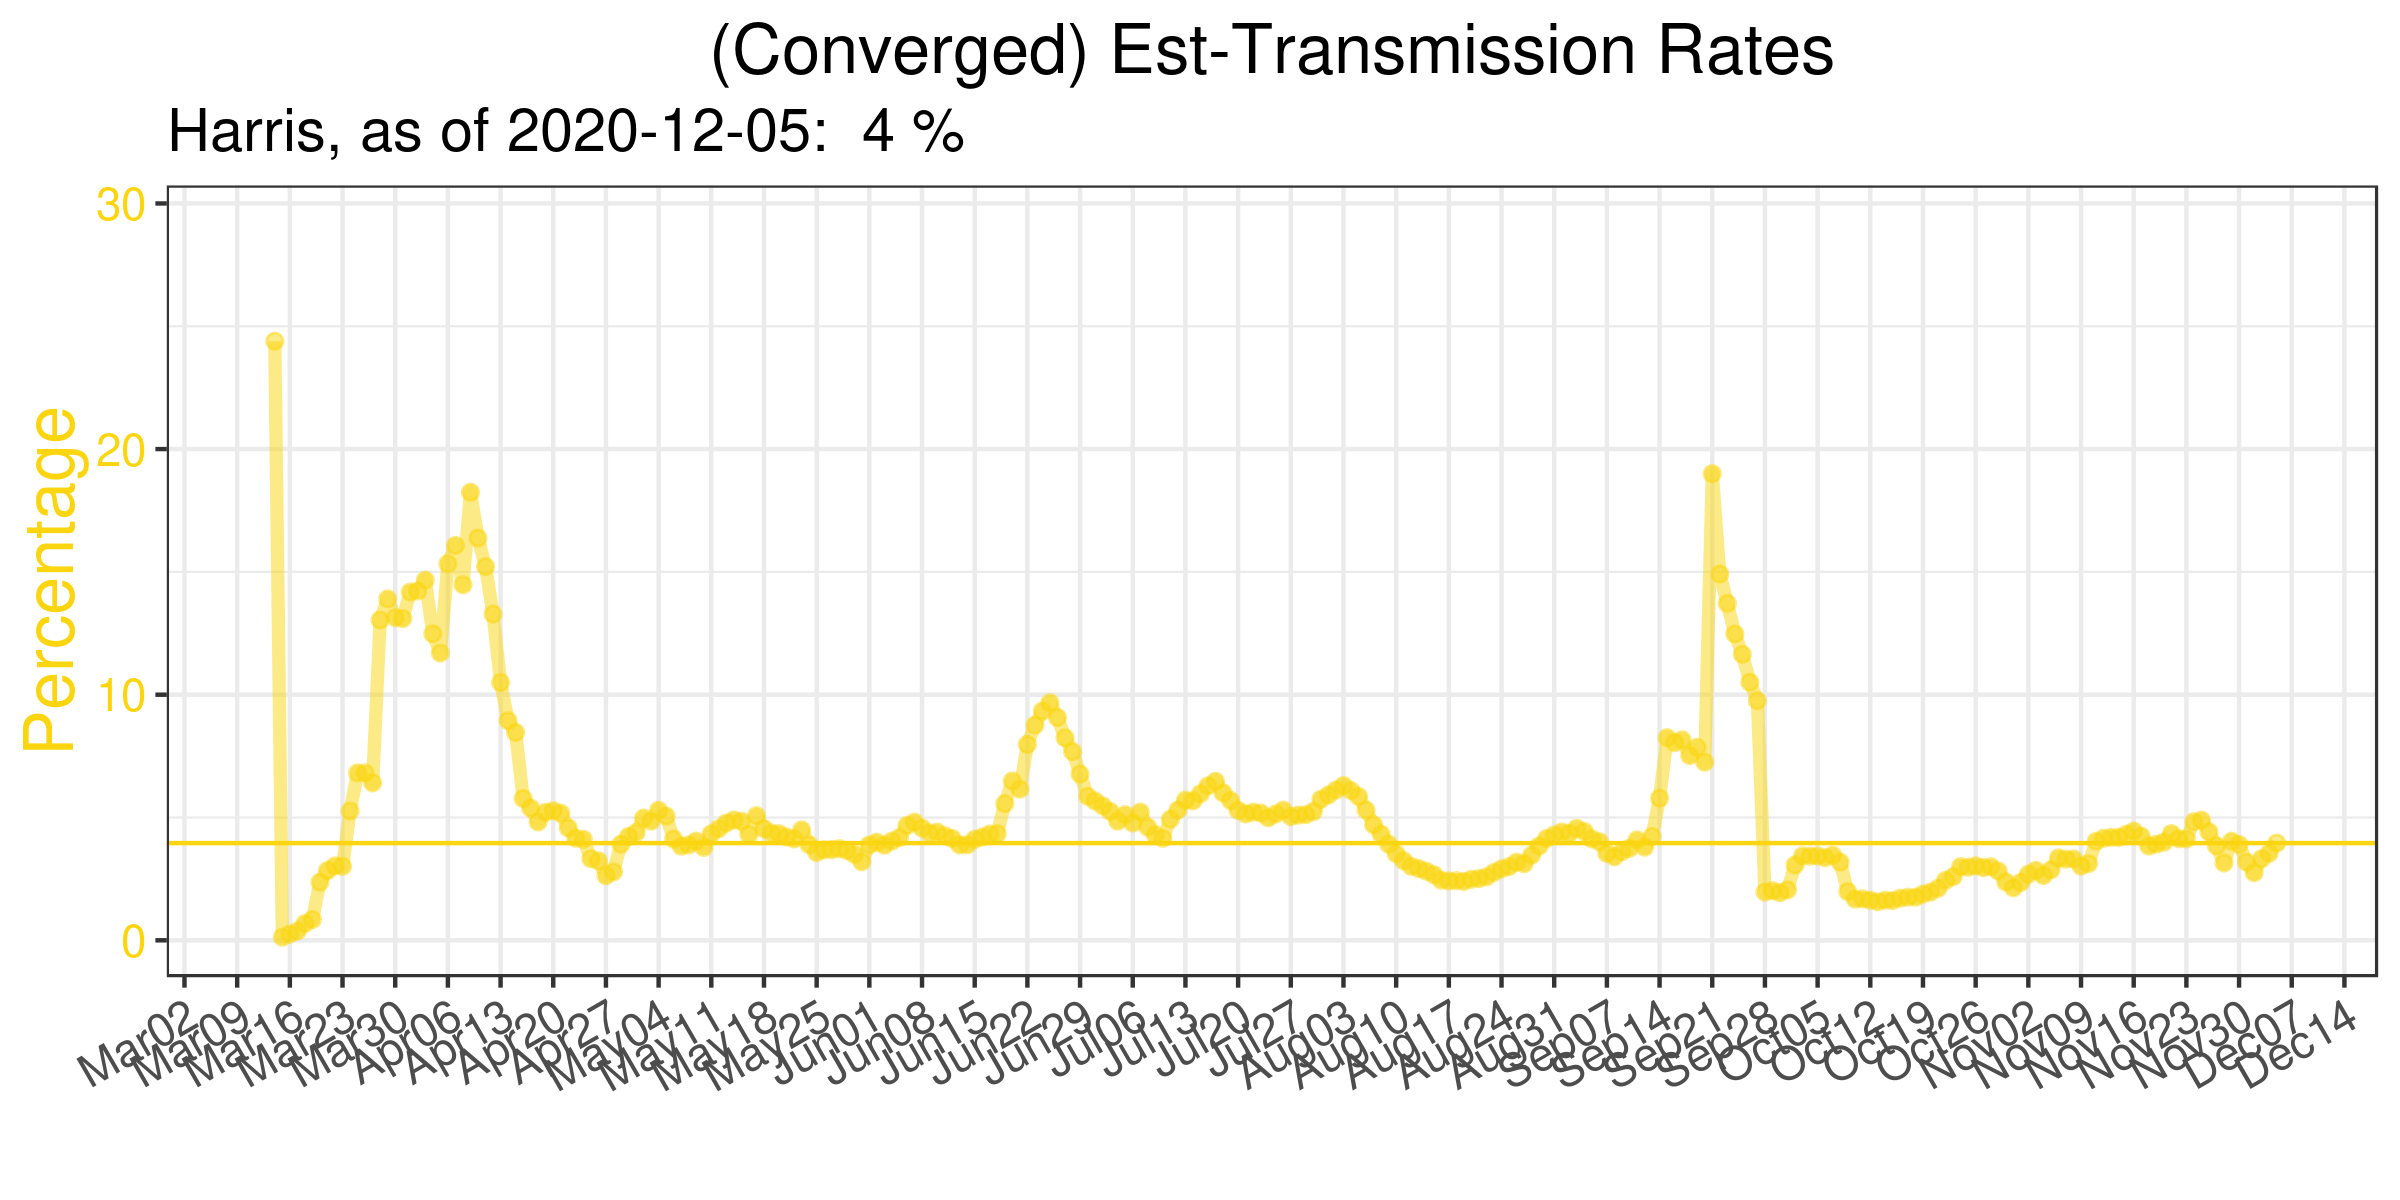 (Converged) Est-Transmission Rates
Harris, as of 2020-12-05:  4 %
Percentage
30
20
10
0
Mar02
Mar09
Mar16
Mar23
Mar30
Apr06
Apr13
Apr20
Apr27
May04
May11
May18
May25
Jun01
Jun08
Jun15
Jun22
Jun29
Jul06
Jul13
Jul20
Jul27
Aug03
Aug10
Aug17
Aug24
Aug31
Sep07
Sep14
Sep21
Sep28
Oct05
Oct12
Oct19
Oct26
Nov02
Nov09
Nov16
Nov23
Nov30
Dec07
Dec14